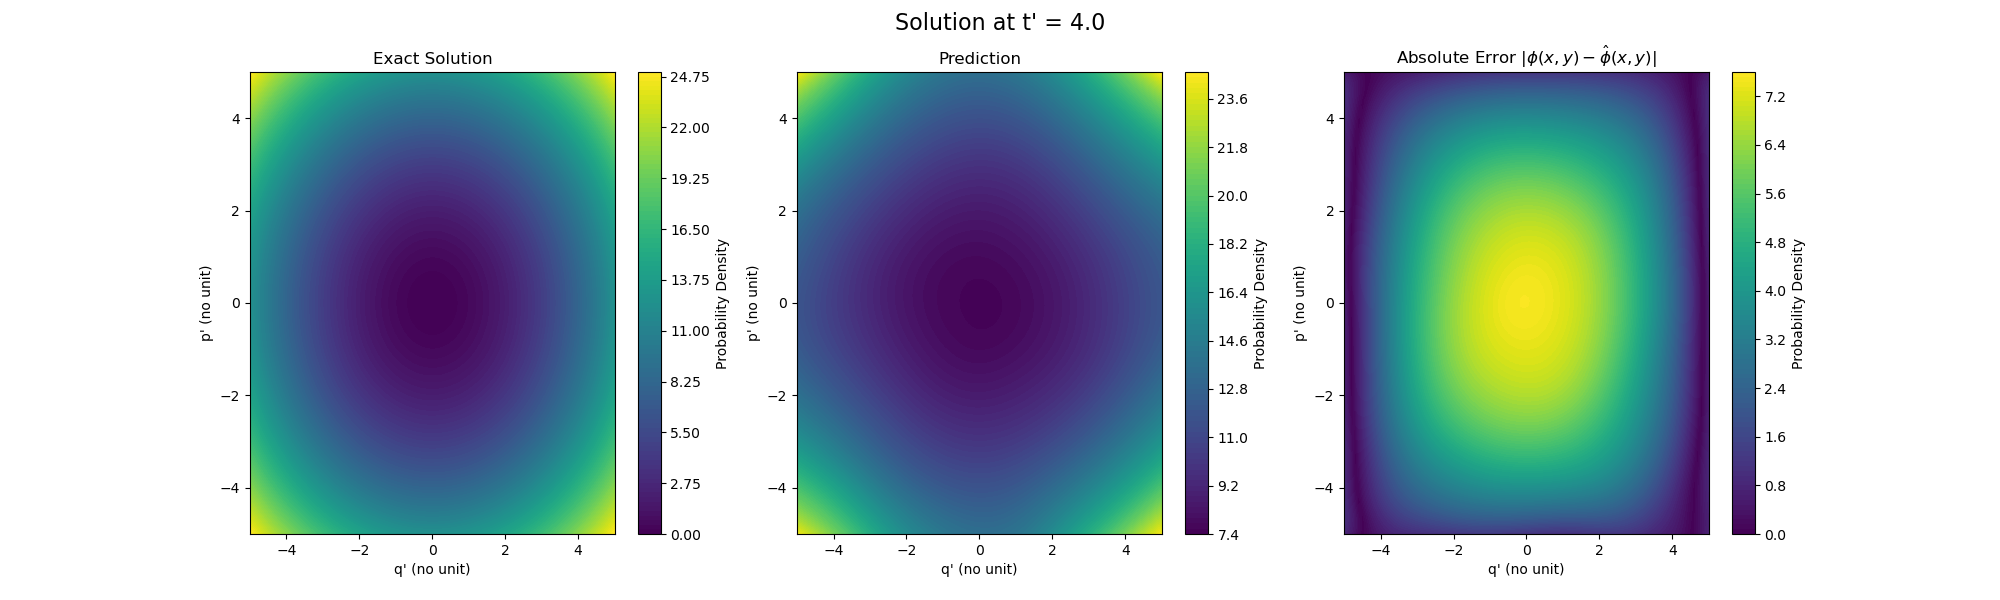 Solution at t' = 4.0
Exact Solution
4
2
0
−2
−4
p' (no unit)
−4 −2 0 2 4
q' (no unit)
24.75
22.00
19.25
16.50
13.75
11.00
8.25
5.50
2.75
0.00
Probability Density
Prediction
4
2
0
−2
−4
p' (no unit)
−4 −2 0 2 4
q' (no unit)
23.6
21.8
20.0
18.2
16.4
14.6
12.8
11.0
9.2
7.4
Probability Density
Absolute Error |ϕ(x, y) − ϕ̂(x, y)|
4
2
0
−2
−4
p' (no unit)
−4 −2 0 2 4
q' (no unit)
7.2
6.4
5.6
4.8
4.0
3.2
2.4
1.6
0.8
0.0
Probability Density